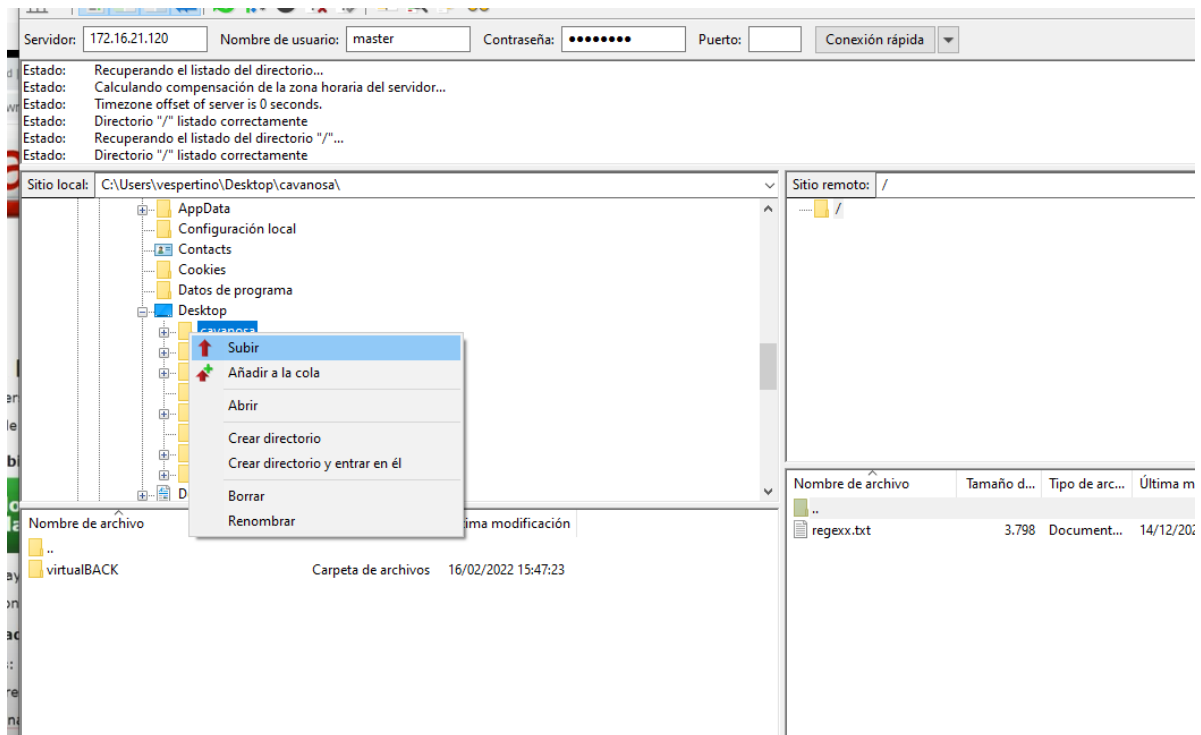 Servidor: 172.16.21.120 Nombre de usuario: master Contraseña: ●●●●●●●● Puerto: Conexión rápida
Estado: Recuperando el listado del directorio...
Estado: Calculando compensación de la zona horaria del servidor...
Estado: Timezone offset of server is 0 seconds.
Estado: Directorio "/" listado correctamente
Estado: Recuperando el listado del directorio "/"...
Estado: Directorio "/" listado correctamente
Sitio local: C:\Users\vespertino\Desktop\cavanosa\
AppData
Configuración local
Contacts
Cookies
Datos de programa
Desktop
cavanosa
Subir
Añadir a la cola
Abrir
Crear directorio
Crear directorio y entrar en él
D
Borrar
Renombrar
Nombre de archivo ima modificación
..
virtualBACK Carpeta de archivos 16/02/2022 15:47:23
Sitio remoto: /
/
Nombre de archivo Tamaño d... Tipo de arc... Última m
..
regexx.txt 3.798 Document... 14/12/202